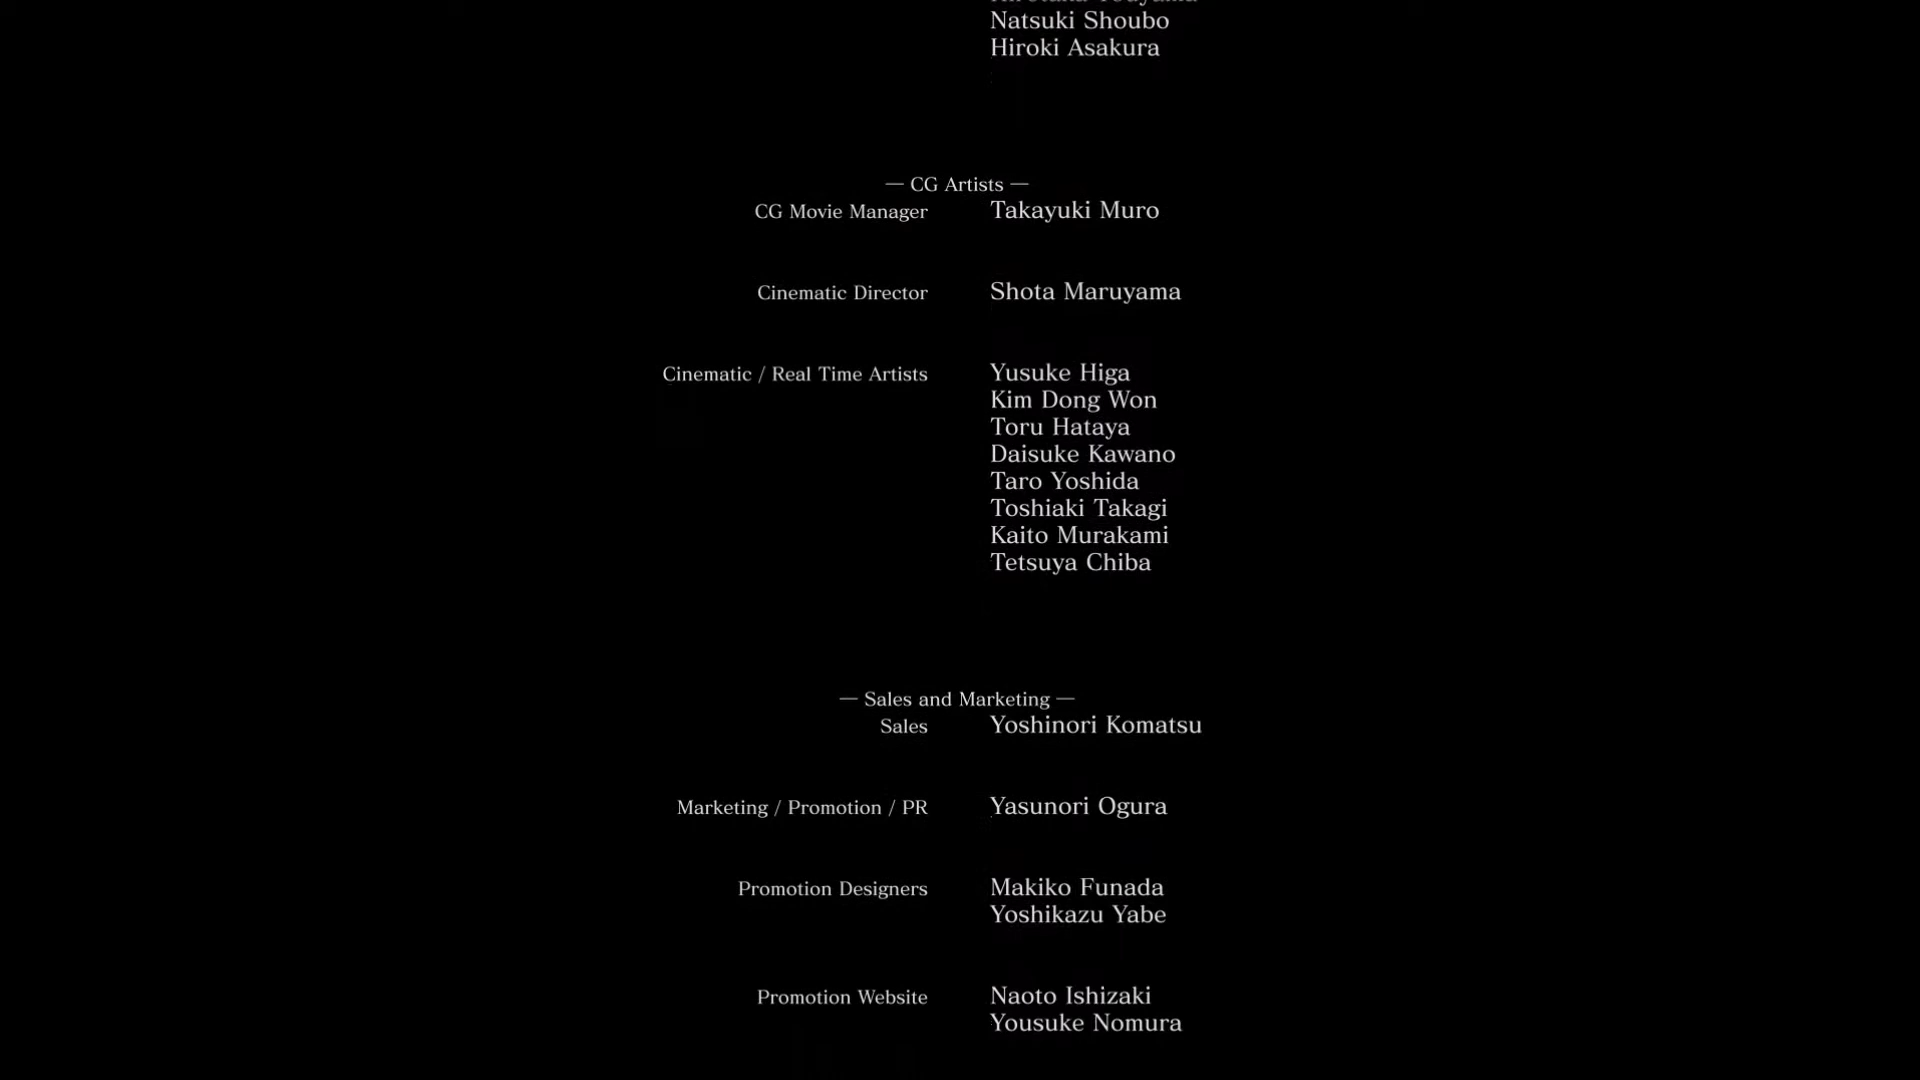 Natsuki Shoubo
Hiroki Asakura
— CG Artists —
CG Movie Manager Takayuki Muro
Cinematic Director Shota Maruyama
Cinematic / Real Time Artists Yusuke Higa
Kim Dong Won
Toru Hataya
Daisuke Kawano
Taro Yoshida
Toshiaki Takagi
Kaito Murakami
Tetsuya Chiba
— Sales and Marketing —
Sales Yoshinori Komatsu
Marketing / Promotion / PR Yasunori Ogura
Promotion Designers Makiko Funada
Yoshikazu Yabe
Promotion Website Naoto Ishizaki
Yousuke Nomura